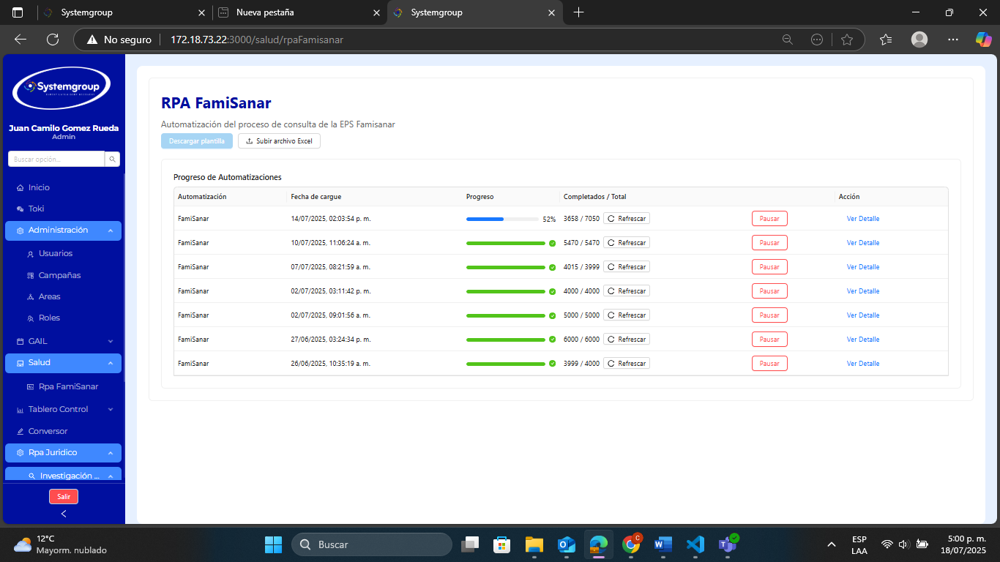 Systemgroup
Nueva pestaña
Systemgroup
No seguro
172.18.73.22:3000/salud/rpaFamisanar
Systemgroup
Juan Camilo Gomez Rueda
Admin
Buscar opción...
Inicio
Toki
Administración
Usuarios
Campañas
Areas
Roles
GAIL
Salud
Rpa FamiSanar
Tablero Control
Conversor
Rpa Juridico
Investigación ...
Salir
RPA FamiSanar
Automatización del proceso de consulta de la EPS Famisanar
Descargar plantilla Subir archivo Excel
Progreso de Automatizaciones
Automatización Fecha de cargue Progreso Completados / Total Acción
FamiSanar 14/07/2025, 02:03:54 p. m. 52% 3658 / 7050 Refrescar Pausar Ver Detalle
FamiSanar 10/07/2025, 11:06:24 a. m. 5470 / 5470 Refrescar Pausar Ver Detalle
FamiSanar 07/07/2025, 08:21:59 a. m. 4015 / 3999 Refrescar Pausar Ver Detalle
FamiSanar 02/07/2025, 03:11:42 p. m. 4000 / 4000 Refrescar Pausar Ver Detalle
FamiSanar 02/07/2025, 09:01:56 a. m. 5000 / 5000 Refrescar Pausar Ver Detalle
FamiSanar 27/06/2025, 03:24:34 p. m. 6000 / 6000 Refrescar Pausar Ver Detalle
FamiSanar 26/06/2025, 10:35:19 a. m. 3999 / 4000 Refrescar Pausar Ver Detalle
12°C
Mayorm. nublado
Buscar
C
ESP
LAA
5:00 p. m.
18/07/2025